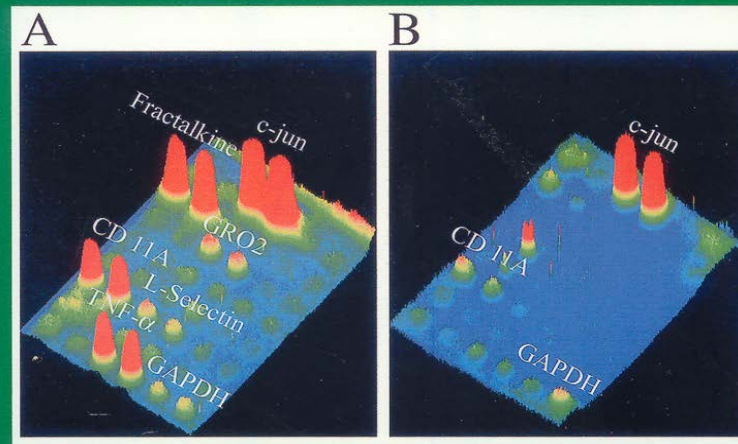 A
Fractalkine
c-jun
GRO2
CD 11A
L-Selectin
TNF-α
GAPDH
B
c-jun
CD 11A
GAPDH